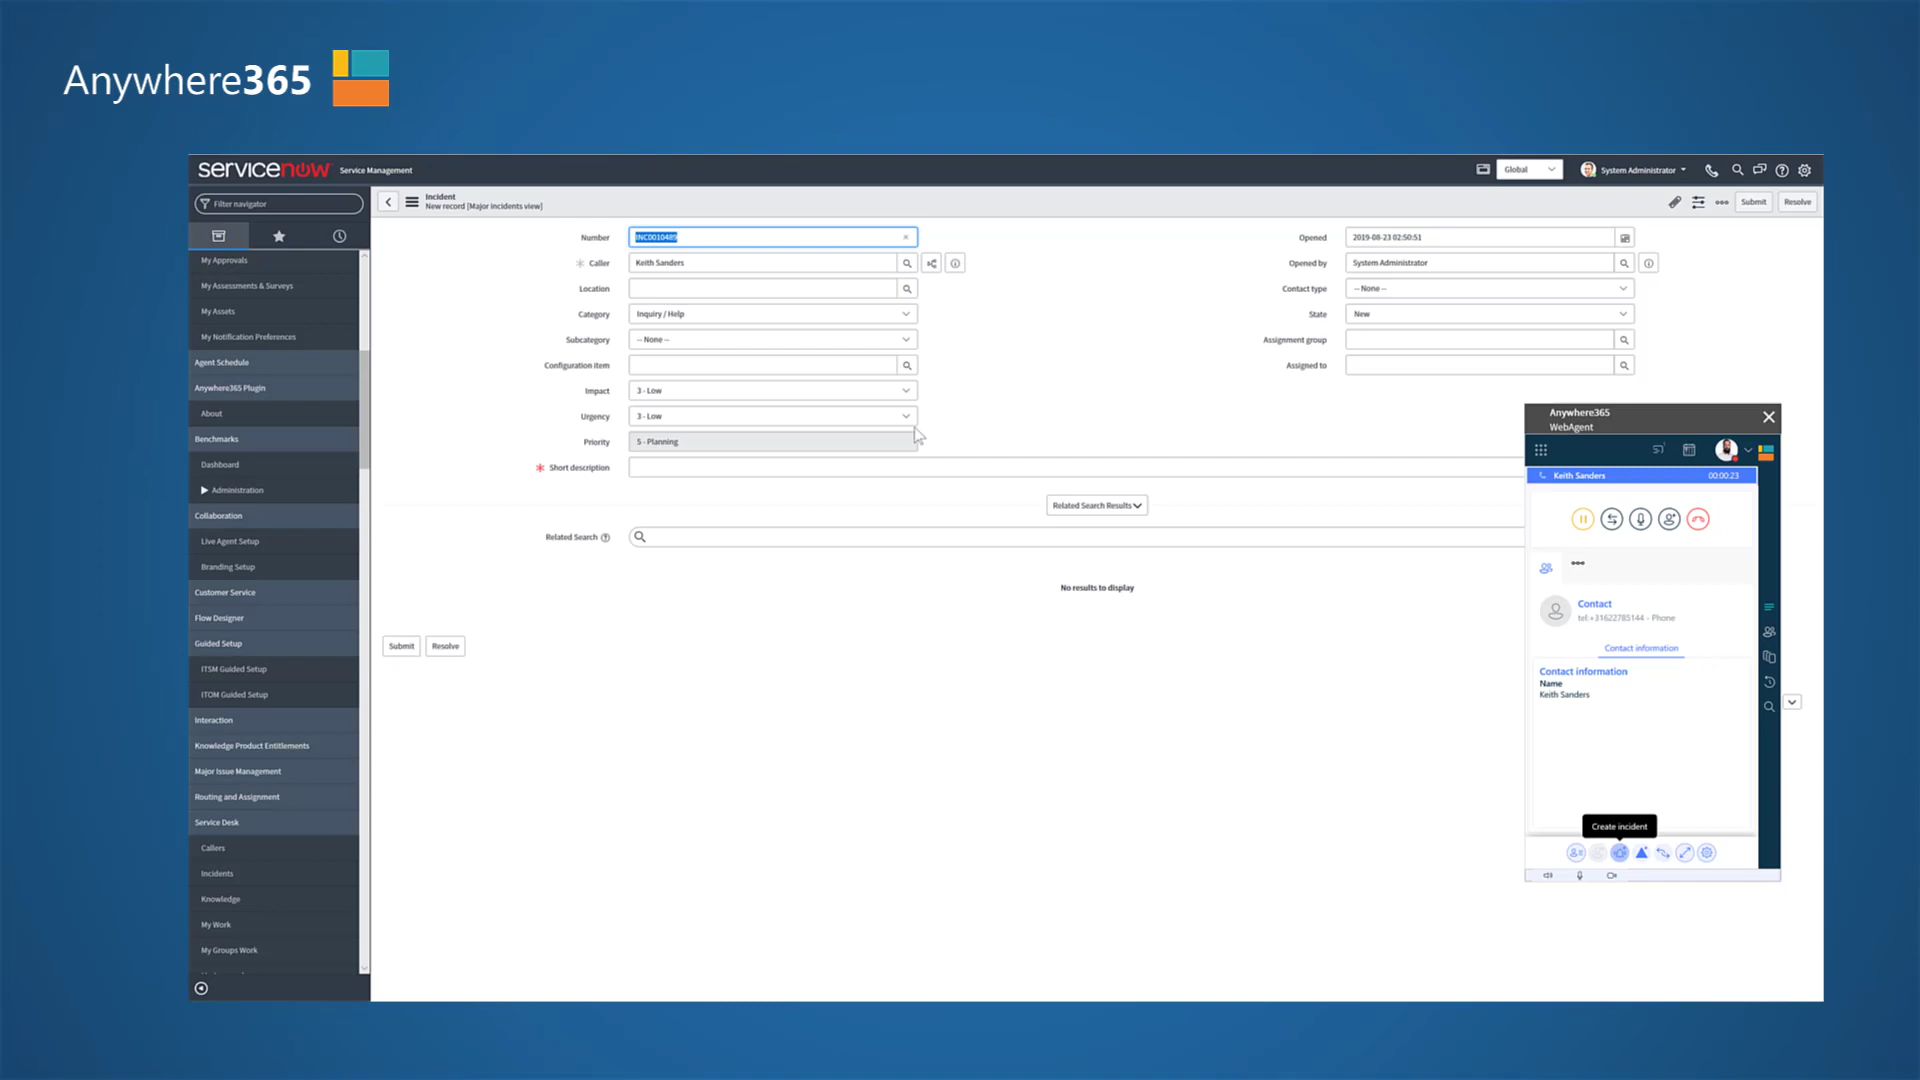 Anywhere365
servicenow Service Management
Global
System Administrator
Filter navigator
Incident
New record [Major incidents view]
Submit
Resolve
My Approvals
My Assessments & Surveys
My Assets
My Notification Preferences
Agent Schedule
Anywhere365 Plugin
About
Benchmarks
Dashboard
Administration
Collaboration
Live Agent Setup
Branding Setup
Customer Service
Flow Designer
Guided Setup
ITSM Guided Setup
ITOM Guided Setup
Interaction
Knowledge Product Entitlements
Major Issue Management
Routing and Assignment
Service Desk
Callers
Incidents
Knowledge
My Work
My Groups Work
Number INC0010489
Caller Keith Sanders
Location
Category Inquiry / Help
Subcategory -- None --
Configuration item
Impact 3 - Low
Urgency 3 - Low
Priority 5 - Planning
Short description
Opened 2019-08-23 02:50:51
Opened by System Administrator
Contact type -- None --
State New
Assignment group
Assigned to
Related Search Results
Related Search
No results to display
Submit
Resolve
Anywhere365
WebAgent
Keith Sanders 00:00:23
Contact
tel:+31622785144 - Phone
Contact information
Contact information
Name
Keith Sanders
Create incident